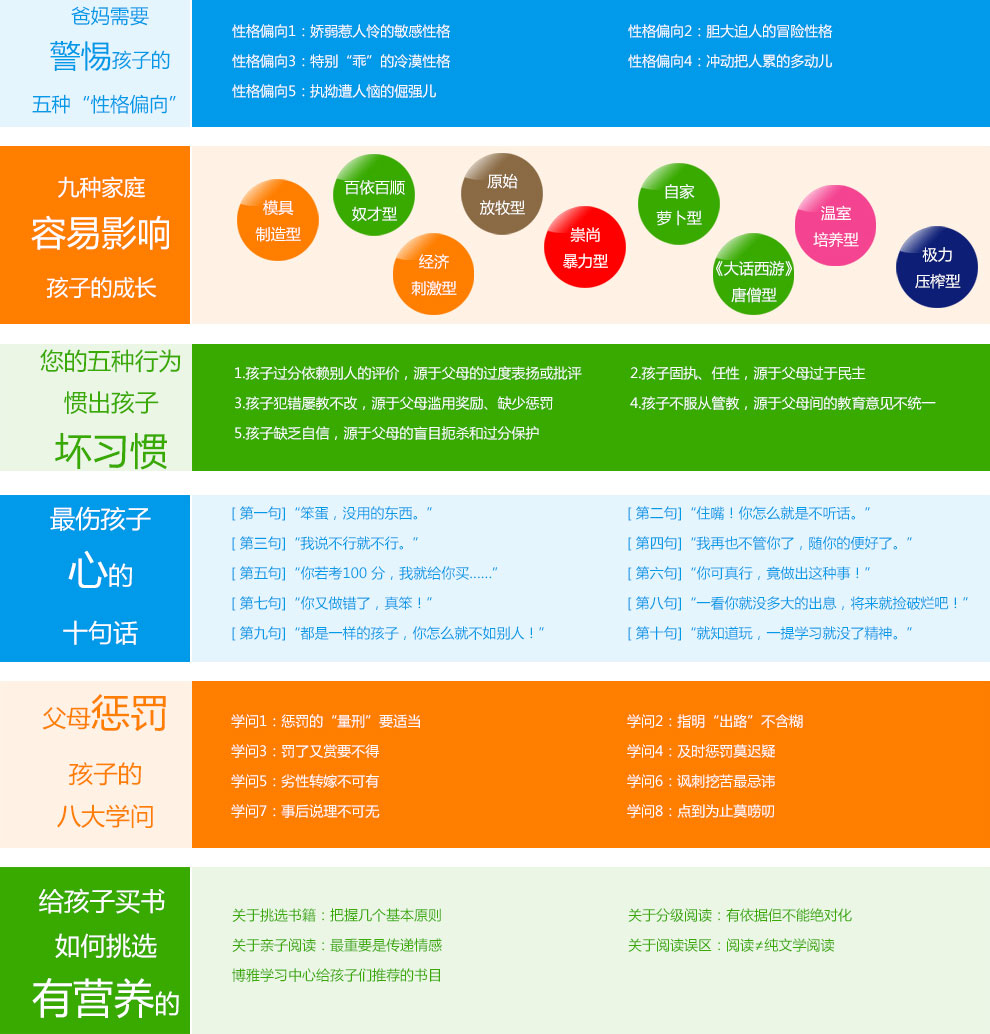 爸妈需要
警惕孩子的
五种“性格偏向”
性格偏向1：娇弱惹人怜的敏感性格
性格偏向2：胆大迫人的冒险性格
性格偏向3：特别“乖”的冷漠性格
性格偏向4：冲动把人累的多动儿
性格偏向5：执拗遭人恼的倔强儿
九种家庭
容易影响
孩子的成长
模具
制造型
百依百顺
奴才型
经济
刺激型
原始
放牧型
崇尚
暴力型
自家
萝卜型
《大话西游》
唐僧型
温室
培养型
极力
压榨型
您的五种行为
惯出孩子
坏习惯
1.孩子过分依赖别人的评价，源于父母的过度表扬或批评
2.孩子固执、任性，源于父母过于民主
3.孩子犯错屡教不改，源于父母滥用奖励、缺少惩罚
4.孩子不服从管教，源于父母间的教育意见不统一
5.孩子缺乏自信，源于父母的盲目扼杀和过分保护
最伤孩子
心的
十句话
[ 第一句]“笨蛋，没用的东西。”
[ 第二句]“住嘴！你怎么就是不听话。”
[ 第三句]“我说不行就不行。”
[ 第四句]“我再也不管你了，随你的便好了。”
[ 第五句]“你若考100 分，我就给你买......”
[ 第六句]“你可真行，竟做出这种事！”
[ 第七句]“你又做错了，真笨！”
[ 第八句]“一看你就没多大的出息，将来就捡破烂吧！”
[ 第九句]“都是一样的孩子，你怎么就不如别人！”
[ 第十句]“就知道玩，一提学习就没了精神。”
父母惩罚
孩子的
八大学问
学问1：惩罚的“量刑”要适当
学问2：指明“出路”不含糊
学问3：罚了又赏要不得
学问4：及时惩罚莫迟疑
学问5：劣性转嫁不可有
学问6：讽刺挖苦最忌讳
学问7：事后说理不可无
学问8：点到为止莫唠叨
给孩子买书
如何挑选
有营养的
关于挑选书籍：把握几个基本原则
关于分级阅读：有依据但不能绝对化
关于亲子阅读：最重要是传递情感
关于阅读误区：阅读≠纯文学阅读
博雅学习中心给孩子们推荐的书目